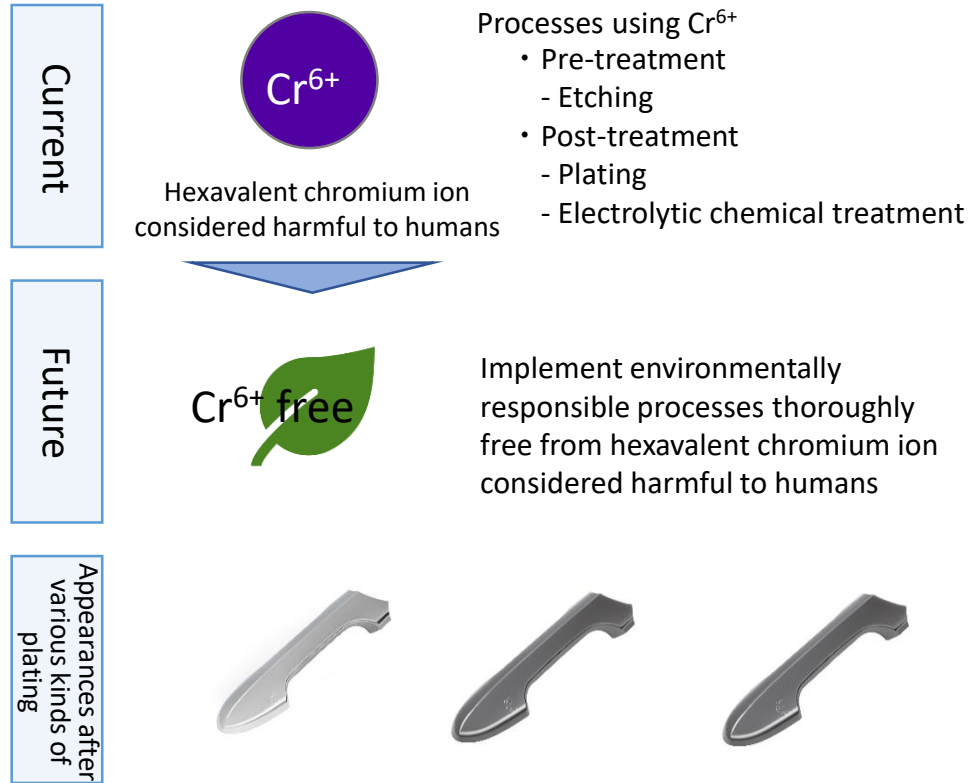 Current
Cr⁶⁺
Hexavalent chromium ion
considered harmful to humans
Processes using Cr⁶⁺
・ Pre-treatment
- Etching
・ Post-treatment
- Plating
- Electrolytic chemical treatment
Future
Cr⁶⁺ free
Implement environmentally
responsible processes thoroughly
free from hexavalent chromium ion
considered harmful to humans
Appearances after
various kinds of
plating